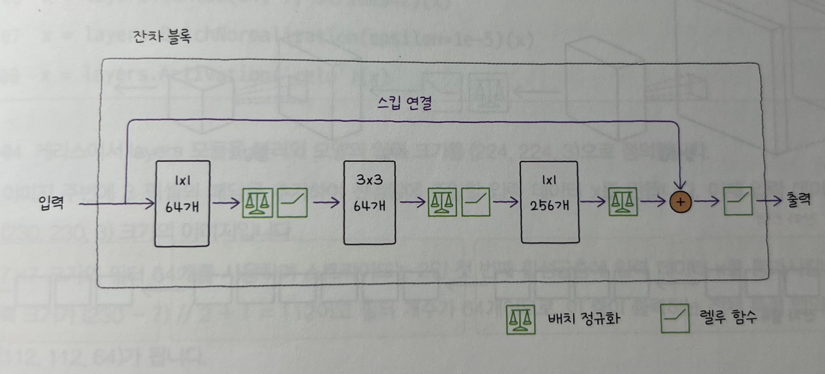 잔차 블록
스킵 연결
입력
1x1
64개
3x3
64개
1x1
256개
+
출력
배치 정규화
렐루 함수